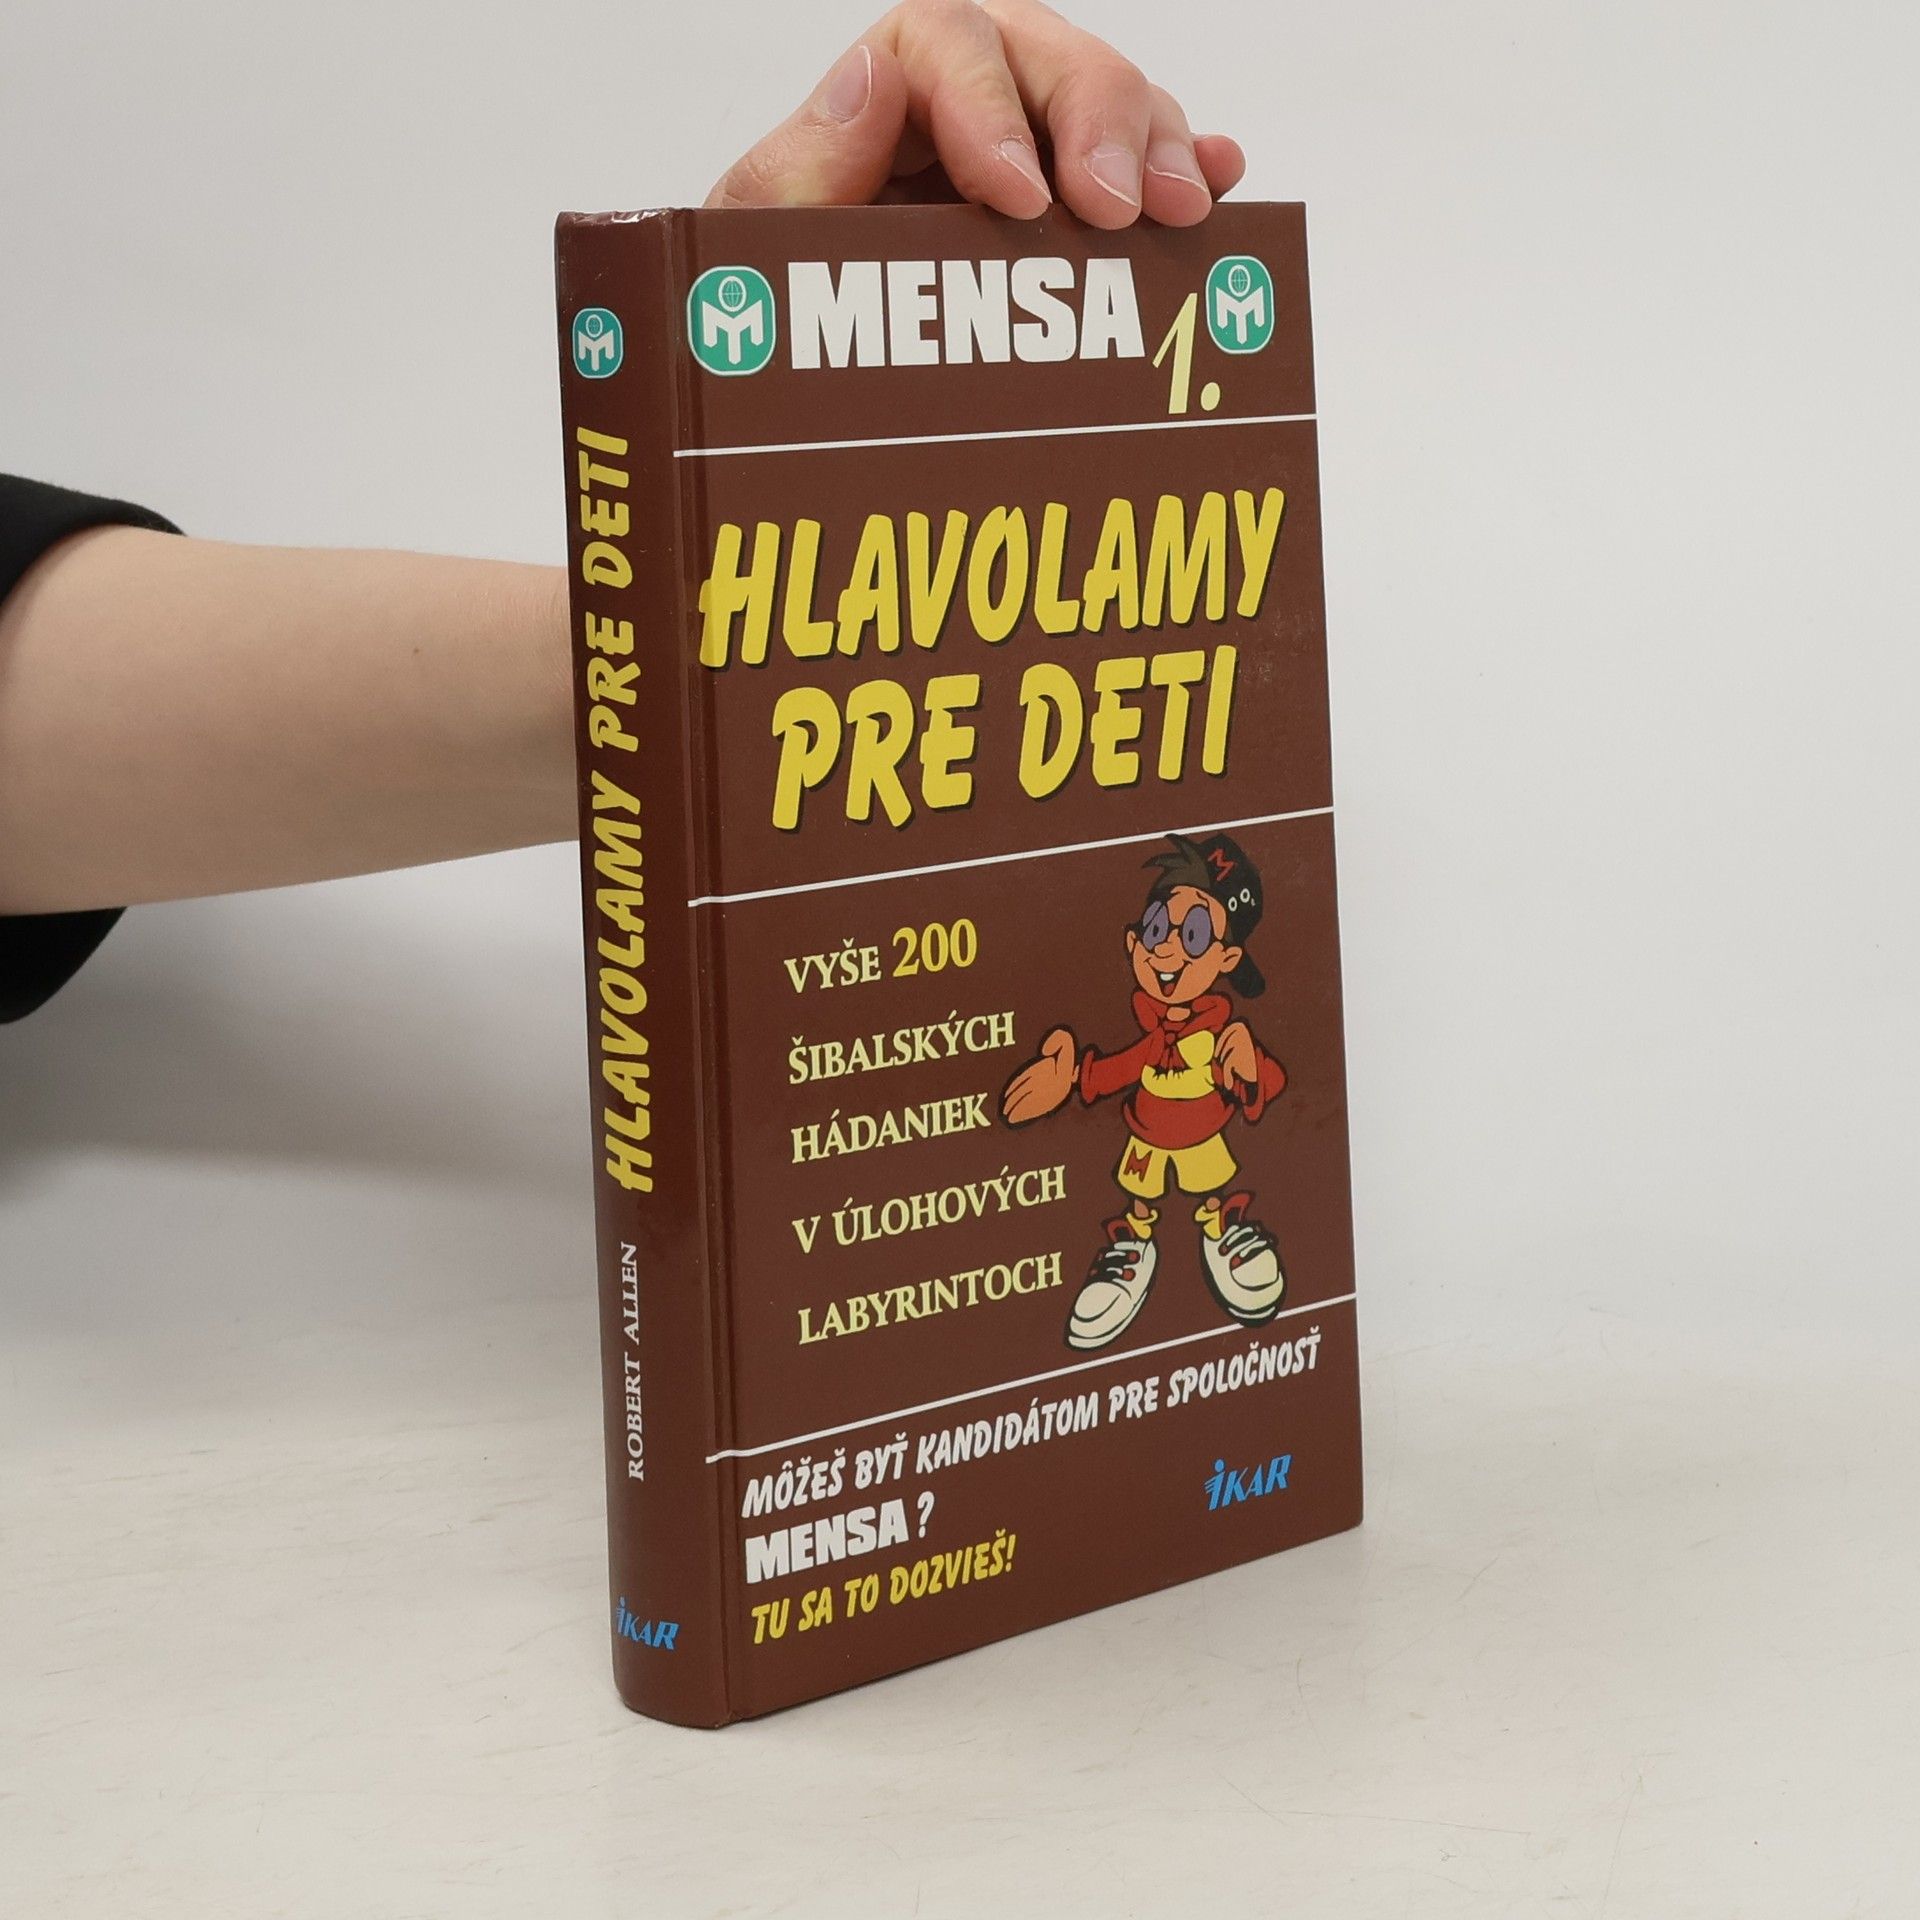 HLAVOLAMY PRE DETI
ROBERT ALLEN
IKAR
MENSA
1.
HLAVOLAMY
PRE DETI
VYŠE 200
ŠIBALSKÝCH
HÁDANIEK
V ÚLOHOVÝCH
LABYRINTOCH
M
M
MÔŽEŠ BYŤ KANDIDÁTOM PRE SPOLOČNOSŤ
MENSA?
TU SA TO DOZVIEŠ!
IKAR